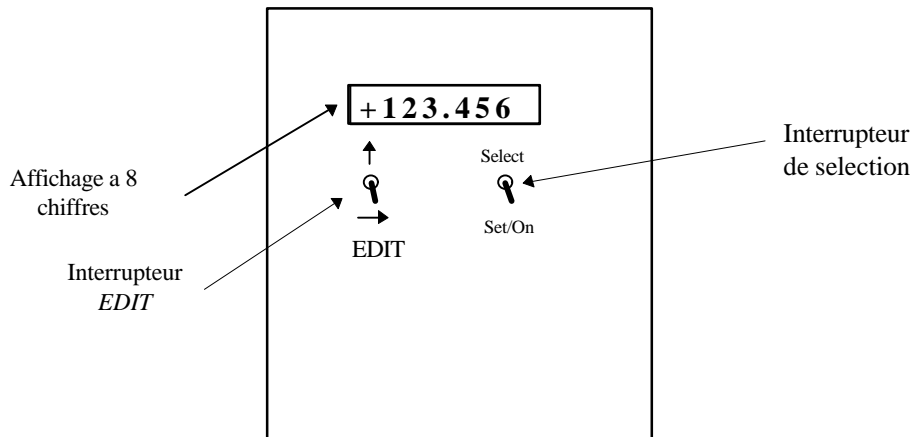 +123.456
Select
Set/On
EDIT
Affichage a 8
chiffres
Interrupteur
EDIT
Interrupteur
de selection